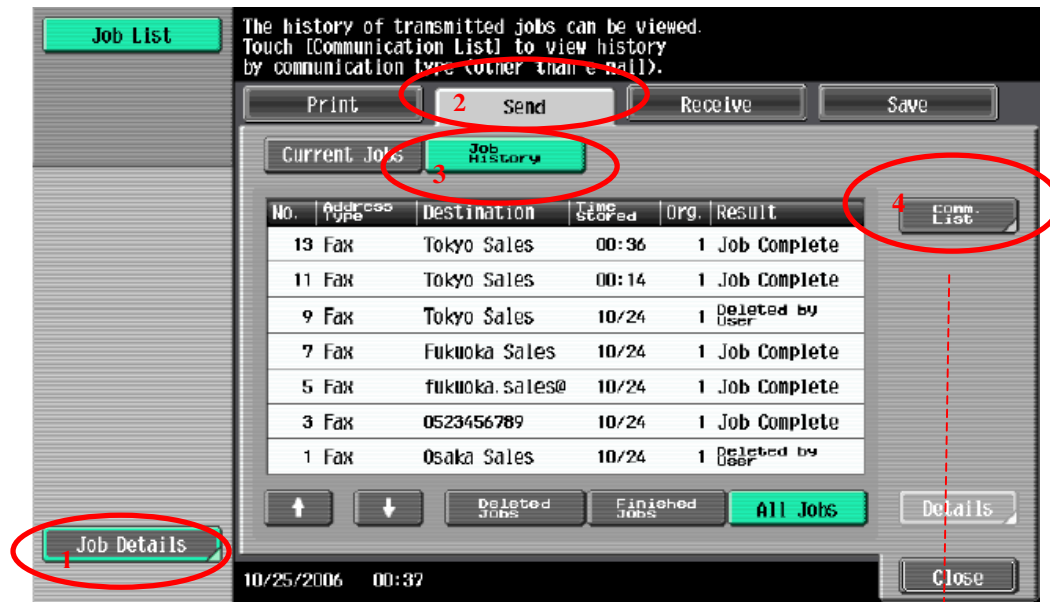 Job List
The history of transmitted jobs can be viewed.
Touch [Communication List] to view history
by communication type (other than e-mail).
Print 2 Send Receive Save
Current Jobs Job History
3
4 Comm. List
No. Address Type Destination Time Stored Org. Result
13 Fax Tokyo Sales 00:36 1 Job Complete
11 Fax Tokyo Sales 00:14 1 Job Complete
9 Fax Tokyo Sales 10/24 1 Deleted by User
7 Fax Fukuoka Sales 10/24 1 Job Complete
5 Fax fukuoka.sales@ 10/24 1 Job Complete
3 Fax 0523456789 10/24 1 Job Complete
1 Fax Osaka Sales 10/24 1 Deleted by User
Deleted Jobs Finished Jobs All Jobs Details
1 Job Details
10/25/2006 00:37 Close